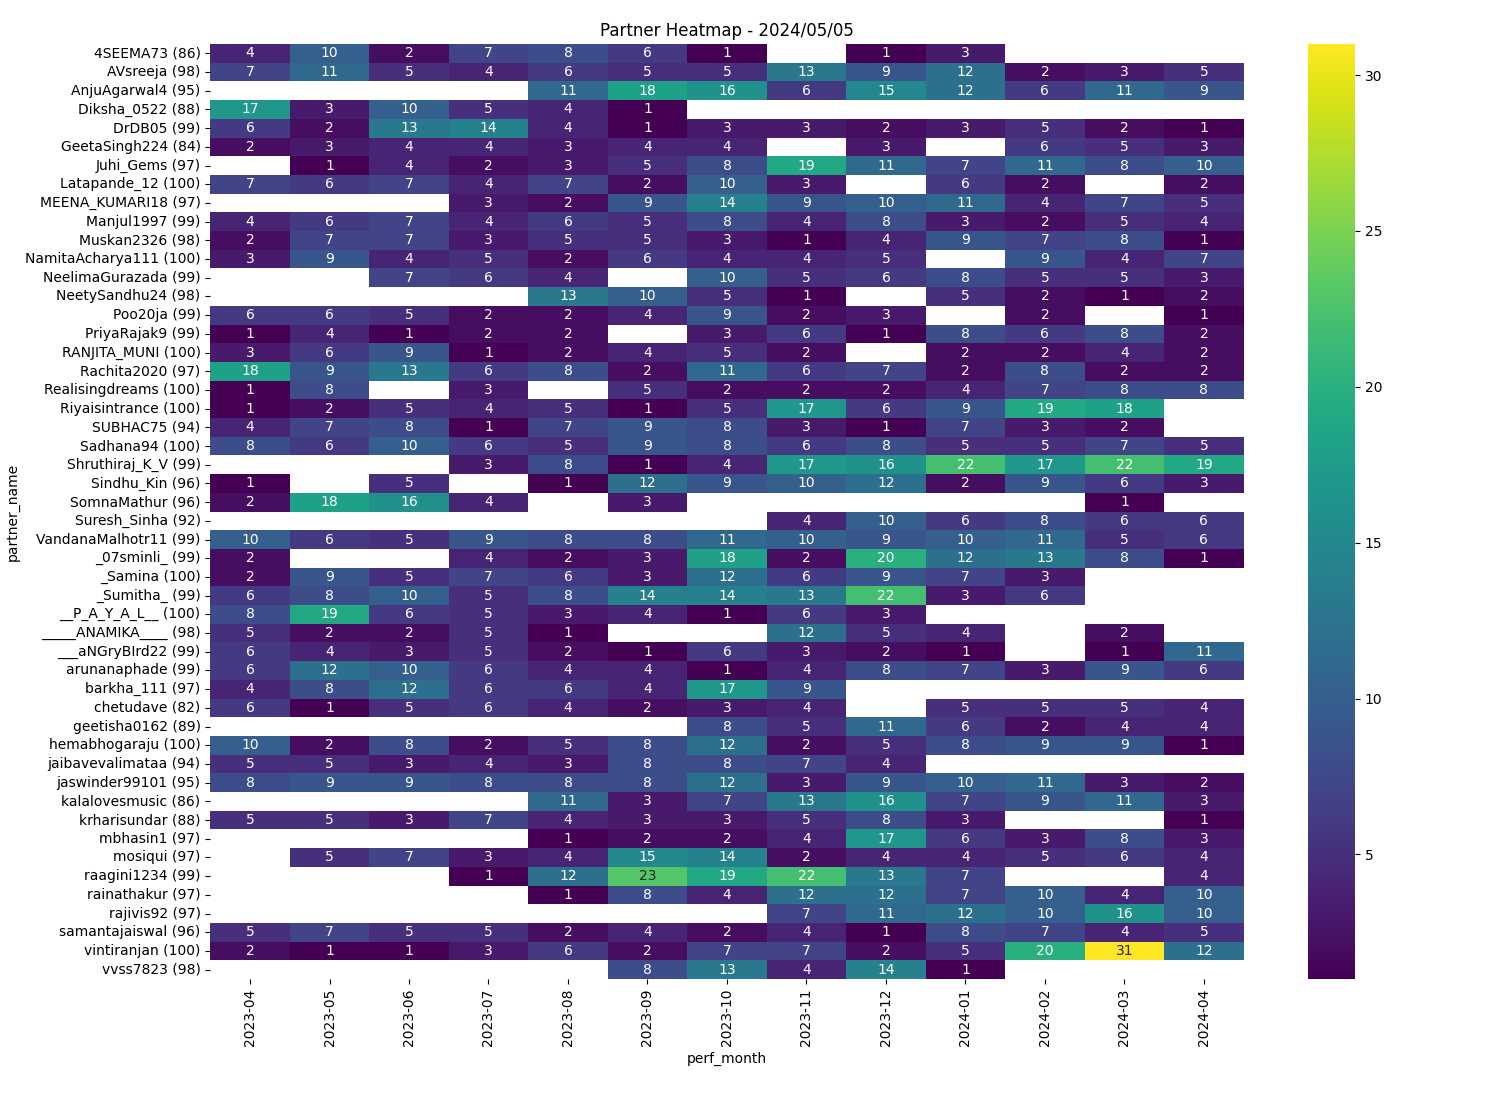 Partner Heatmap - 2024/05/05
4SEEMA73 (86) 4 10 2 7 8 6 1 1 3
AVsreeja (98) 7 11 5 4 6 5 5 13 9 12 2 3 5
AnjuAgarwal4 (95) 11 18 16 6 15 12 6 11 9
Diksha_0522 (88) 17 3 10 5 4 1
DrDB05 (99) 6 2 13 14 4 1 3 3 2 3 5 2 1
GeetaSingh224 (84) 2 3 4 4 3 4 4 3 6 5 3
Juhi_Gems (97) 1 4 2 3 5 8 19 11 7 11 8 10
Latapande_12 (100) 7 6 7 4 7 2 10 3 6 2 2
MEENA_KUMARI18 (97) 3 2 9 14 9 10 11 4 7 5
Manjul1997 (99) 4 6 7 4 6 5 8 4 8 3 2 5 4
Muskan2326 (98) 2 7 7 3 5 5 3 1 4 9 7 8 1
NamitaAcharya111 (100) 3 9 4 5 2 6 4 4 5 9 4 7
NeelimaGurazada (99) 7 6 4 10 5 6 8 5 5 3
NeetySandhu24 (98) 13 10 5 1 5 2 1 2
Poo20ja (99) 6 6 5 2 2 4 9 2 3 2 1
PriyaRajak9 (99) 1 4 1 2 2 3 6 1 8 6 8 2
RANJITA_MUNI (100) 3 6 9 1 2 4 5 2 2 2 4 2
Rachita2020 (97) 18 9 13 6 8 2 11 6 7 2 8 2 2
Realisingdreams (100) 1 8 3 5 2 2 2 4 7 8 8
Riyaisintrance (100) 1 2 5 4 5 1 5 17 6 9 19 18
SUBHAC75 (94) 4 7 8 1 7 9 8 3 1 7 3 2
Sadhana94 (100) 8 6 10 6 5 9 8 6 8 5 5 7 5
Shruthiraj_K_V (99) 3 8 1 4 17 16 22 17 22 19
Sindhu_Kin (96) 1 5 1 12 9 10 12 2 9 6 3
SomnaMathur (96) 2 18 16 4 3 1
Suresh_Sinha (92) 4 10 6 8 6 6
VandanaMalhotr11 (99) 10 6 5 9 8 8 11 10 9 10 11 5 6
_07sminli_ (99) 2 4 2 3 18 2 20 12 13 8 1
_Samina (100) 2 9 5 7 6 3 12 6 9 7 3
_Sumitha_ (99) 6 8 10 5 8 14 14 13 22 3 6
__P_A_Y_A_L__ (100) 8 19 6 5 3 4 1 6 3
_____ANAMIKA____ (98) 5 2 2 5 1 12 5 4 2
___aNGryBIrd22 (99) 6 4 3 5 2 1 6 3 2 1 1 11
arunanaphade (99) 6 12 10 6 4 4 1 4 8 7 3 9 6
barkha_111 (97) 4 8 12 6 6 4 17 9
chetudave (82) 6 1 5 6 4 2 3 4 5 5 5 4
geetisha0162 (89) 8 5 11 6 2 4 4
hemabhogaraju (100) 10 2 8 2 5 8 12 2 5 8 9 9 1
jaibavevalimataa (94) 5 5 3 4 3 8 8 7 4
jaswinder99101 (95) 8 9 9 8 8 8 12 3 9 10 11 3 2
kalalovesmusic (86) 11 3 7 13 16 7 9 11 3
krharisundar (88) 5 5 3 7 4 3 3 5 8 3 1
mbhasin1 (97) 1 2 2 4 17 6 3 8 3
mosiqui (97) 5 7 3 4 15 14 2 4 4 5 6 4
raagini1234 (99) 1 12 23 19 22 13 7 4
rainathakur (97) 1 8 4 12 12 7 10 4 10
rajivis92 (97) 7 11 12 10 16 10
samantajaiswal (96) 5 7 5 5 2 4 2 4 1 8 7 4 5
vintiranjan (100) 2 1 1 3 6 2 7 7 2 5 20 31 12
vvss7823 (98) 8 13 4 14 1
partner_name
2023-04 2023-05 2023-06 2023-07 2023-08 2023-09 2023-10 2023-11 2023-12 2024-01 2024-02 2024-03 2024-04
perf_month
30
25
20
15
10
5